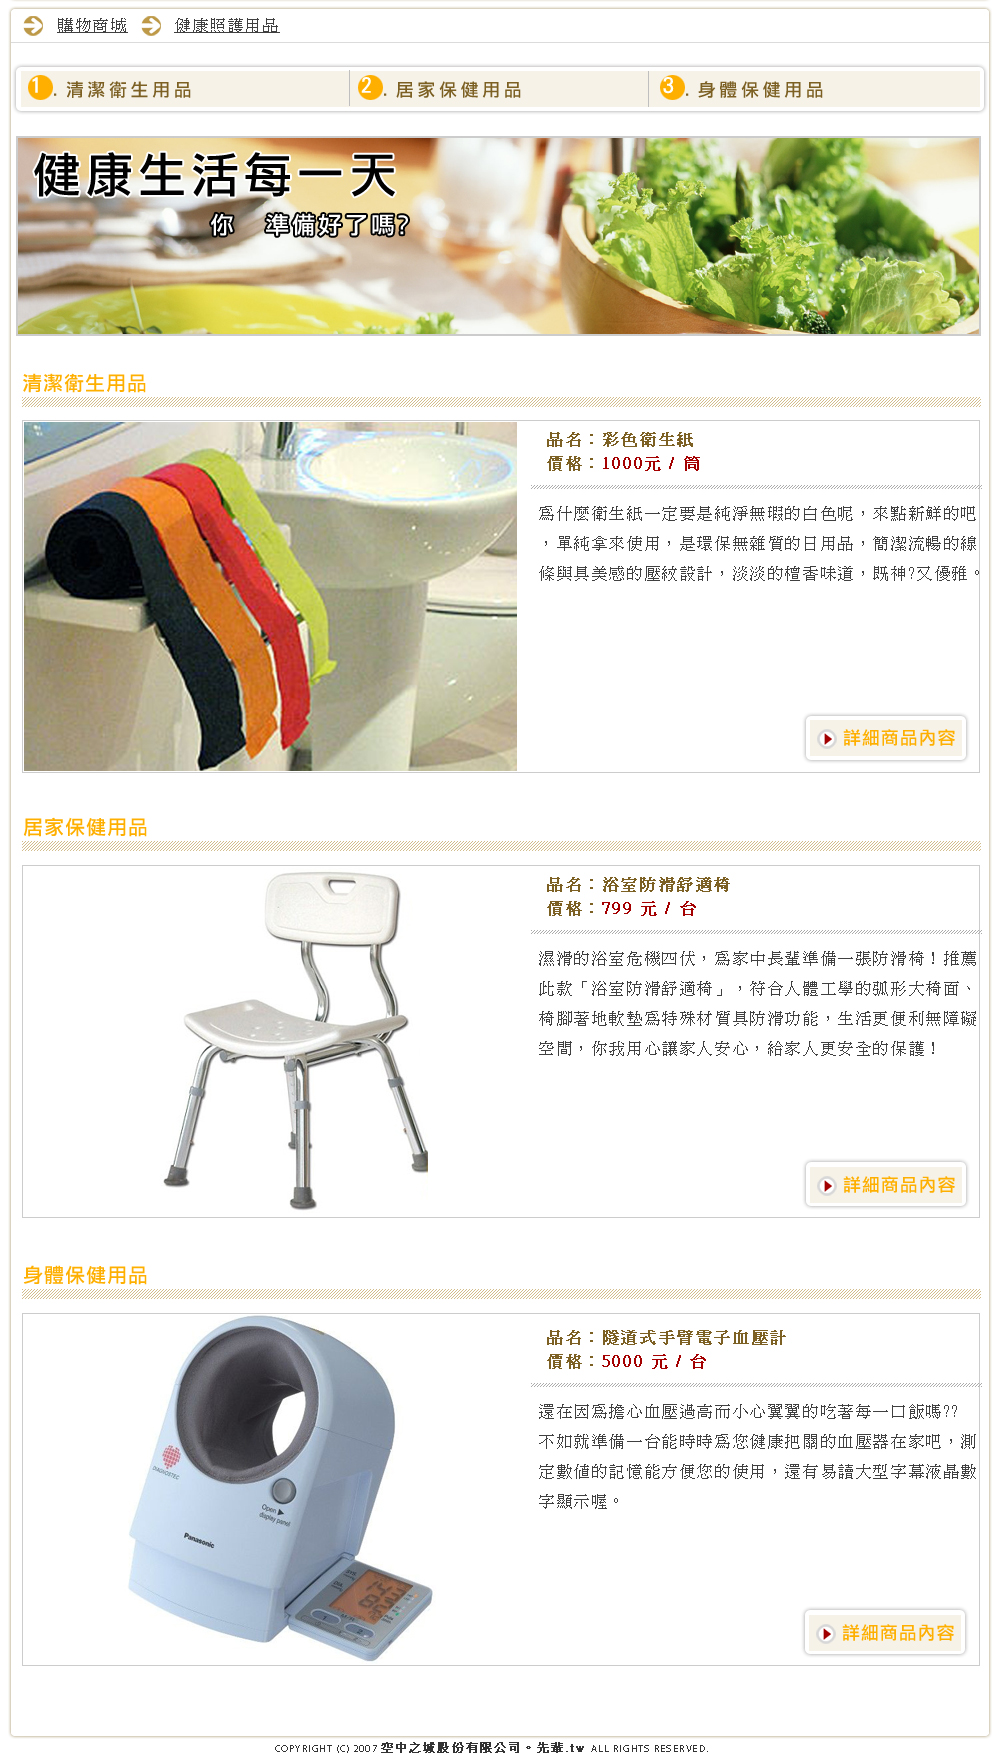 購物商城 健康照護用品
1. 清潔衛生用品 2. 居家保健用品 3. 身體保健用品
健康生活每一天
你 準備好了嗎?
清潔衛生用品
品名：彩色衛生紙
價格：1000元 / 筒
為什麼衛生紙一定要是純淨無瑕的白色呢，來點新鮮的吧
，單純拿來使用，是環保無雜質的日用品，簡潔流暢的線
條與具美感的壓紋設計，淡淡的檀香味道，既神?又優雅。
詳細商品內容
居家保健用品
品名：浴室防滑舒適椅
價格：799 元 / 台
濕滑的浴室危機四伏，為家中長輩準備一張防滑椅！推薦
此款「浴室防滑舒適椅」，符合人體工學的弧形大椅面、
椅腳著地軟墊為特殊材質具防滑功能，生活更便利無障礙
空間，你我用心讓家人安心，給家人更安全的保護！
詳細商品內容
身體保健用品
品名：隧道式手臂電子血壓計
價格：5000 元 / 台
還在因為擔心血壓過高而小心翼翼的吃著每一口飯嗎??
不如就準備一台能時時為您健康把關的血壓器在家吧，測
定數值的記憶能方便您的使用，還有易讀大型字幕液晶數
字顯示喔。
DIAGNOSTEC
Open ▶
display panel
Panasonic
詳細商品內容
COPYRIGHT (C) 2007 空中之城股份有限公司。先華.tw ALL RIGHTS RESERVED.